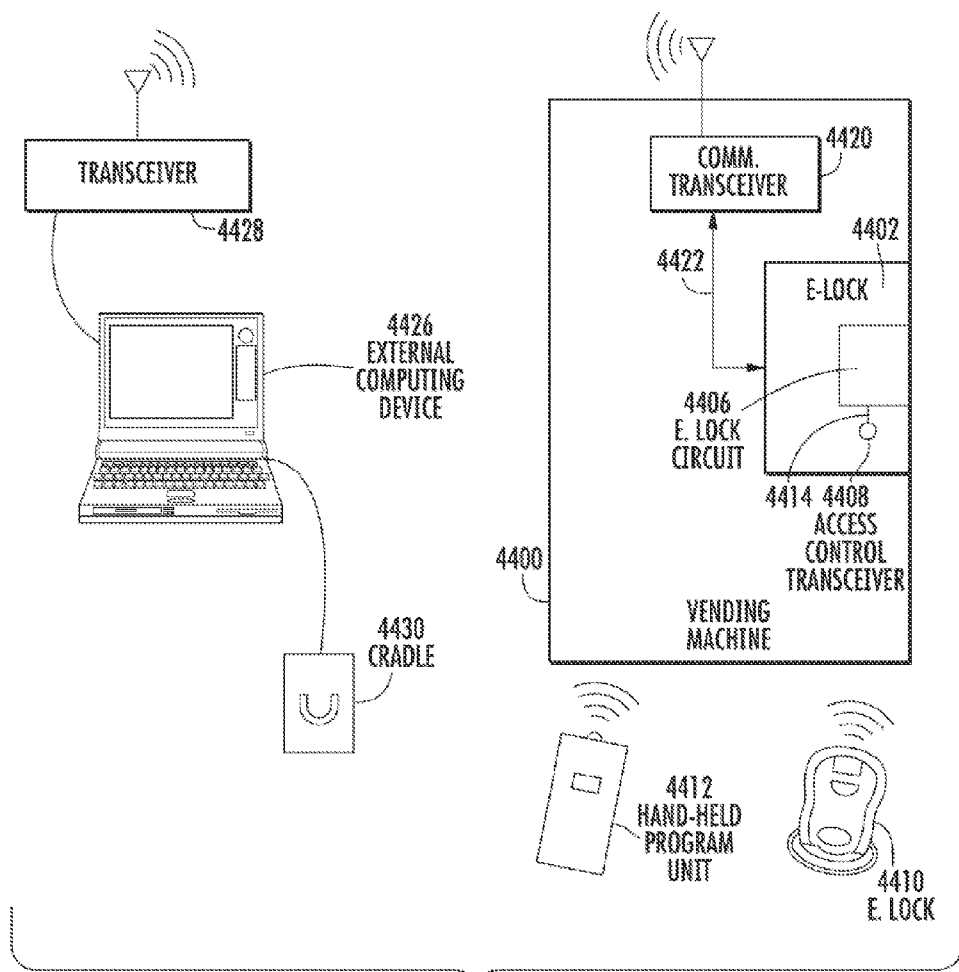 TRANSCEIVER
4428
4426
EXTERNAL
COMPUTING
DEVICE
4430
CRADLE
COMM.
TRANSCEIVER
4420
4422
4402
E-LOCK
4406
E. LOCK
CIRCUIT
4414 4408
ACCESS
CONTROL
TRANSCEIVER
4400
VENDING
MACHINE
4412
HAND-HELD
PROGRAM
UNIT
4410
E. LOCK